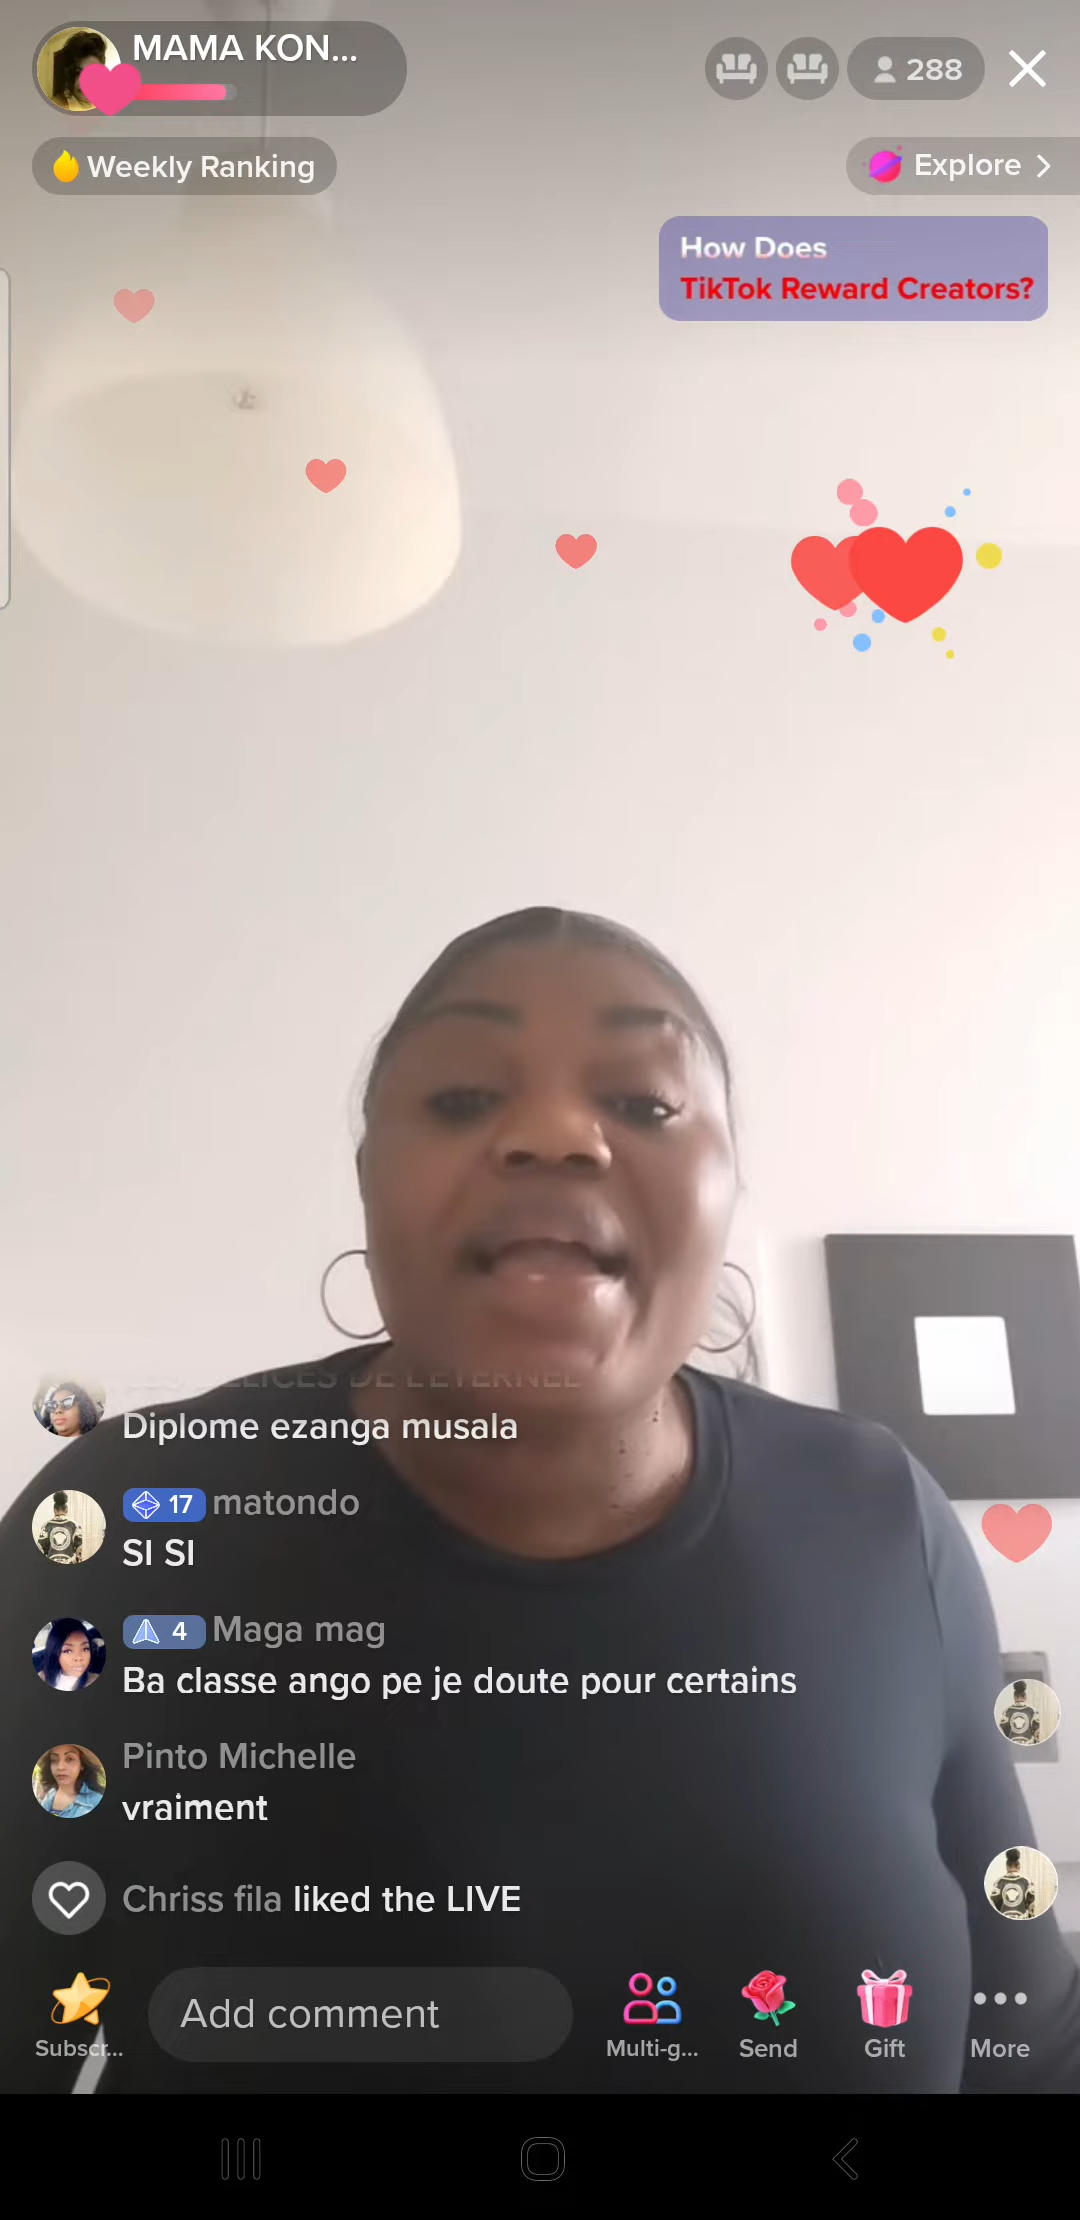 MAMA KON...
288
Weekly Ranking
Explore
How Does
TikTok Reward Creators?
DE L'ETERNEL
Diplome ezanga musala
17 matondo
SI SI
4 Maga mag
Ba classe ango pe je doute pour certains
Pinto Michelle
vraiment
Chriss fila liked the LIVE
Add comment
Subscr...
Multi-g...
Send
Gift
More